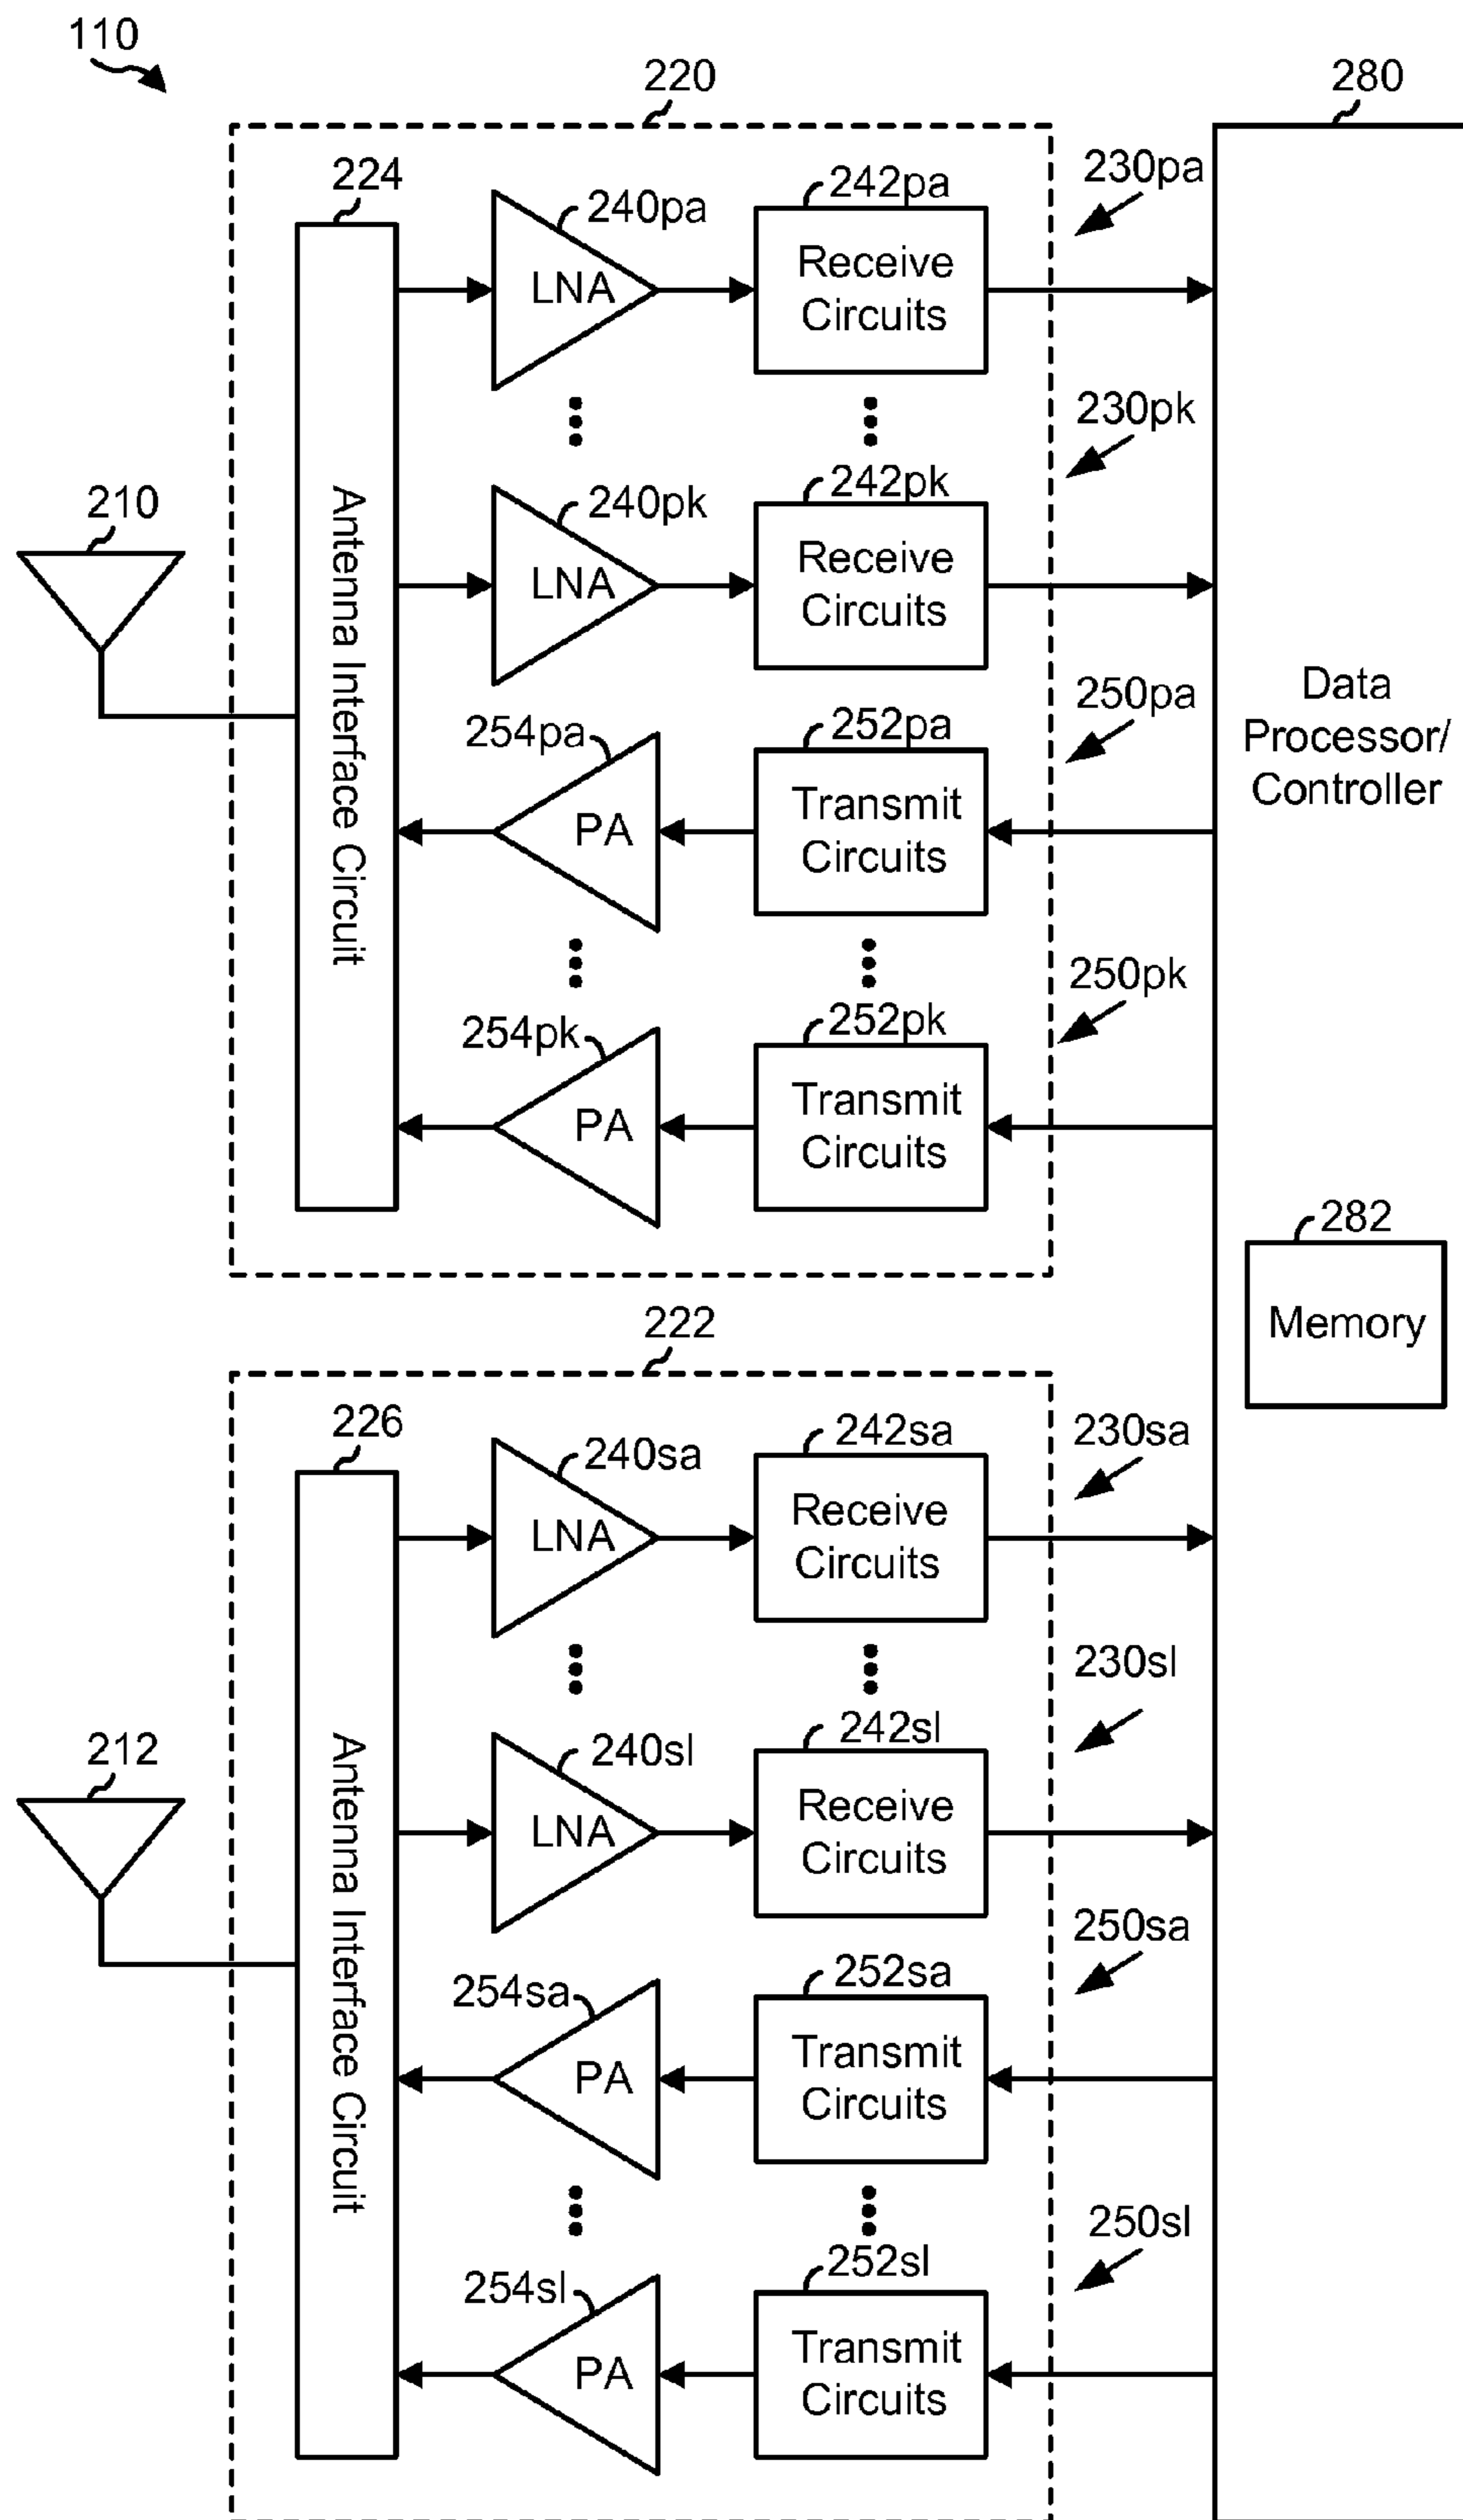 110
220
280
224
240pa
242pa
230pa
LNA
Receive
Circuits
230pk
210
240pk
242pk
LNA
Receive
Circuits
Antenna Interface Circuit
250pa
Data
Processor/
Controller
254pa
252pa
PA
Transmit
Circuits
250pk
254pk
252pk
PA
Transmit
Circuits
282
Memory
222
226
240sa
242sa
230sa
LNA
Receive
Circuits
230sl
212
240sl
242sl
LNA
Receive
Circuits
Antenna Interface Circuit
250sa
254sa
252sa
PA
Transmit
Circuits
250sl
254sl
252sl
PA
Transmit
Circuits